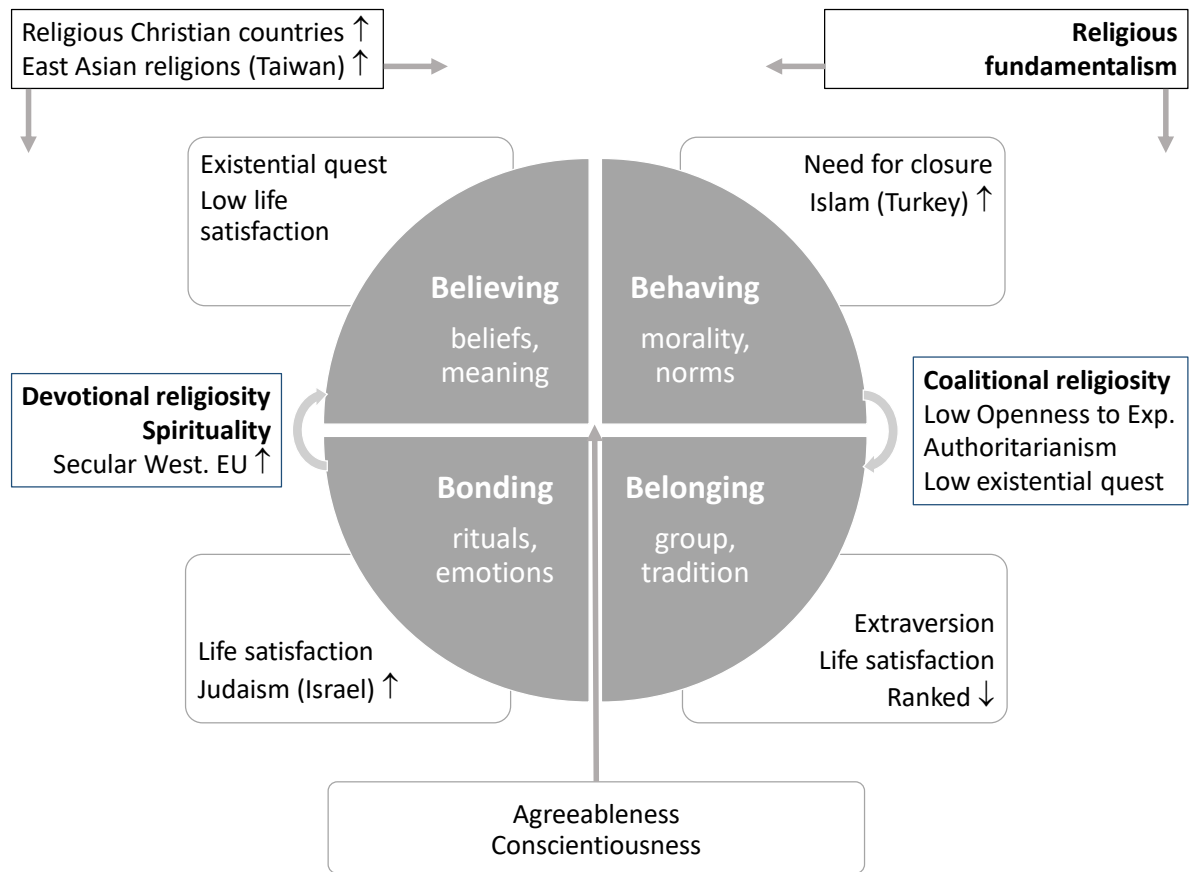 Religious Christian countries ↑
East Asian religions (Taiwan) ↑
Religious
fundamentalism
Existential quest
Low life
satisfaction
Need for closure
Islam (Turkey) ↑
Believing
beliefs,
meaning
Behaving
morality,
norms
Devotional religiosity
Spirituality
Secular West. EU ↑
Coalitional religiosity
Low Openness to Exp.
Authoritarianism
Low existential quest
Bonding
rituals,
emotions
Belonging
group,
tradition
Life satisfaction
Judaism (Israel) ↑
Extraversion
Life satisfaction
Ranked ↓
Agreeableness
Conscientiousness